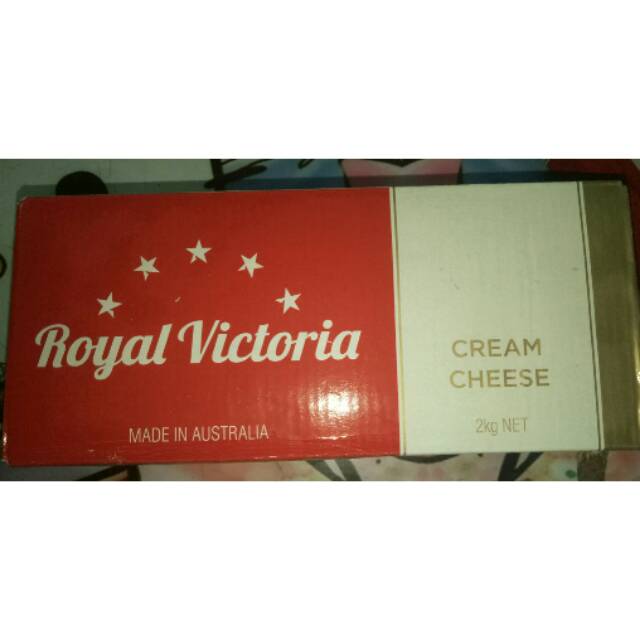 Royal Victoria
MADE IN AUSTRALIA
CREAM
CHEESE
2kg NET